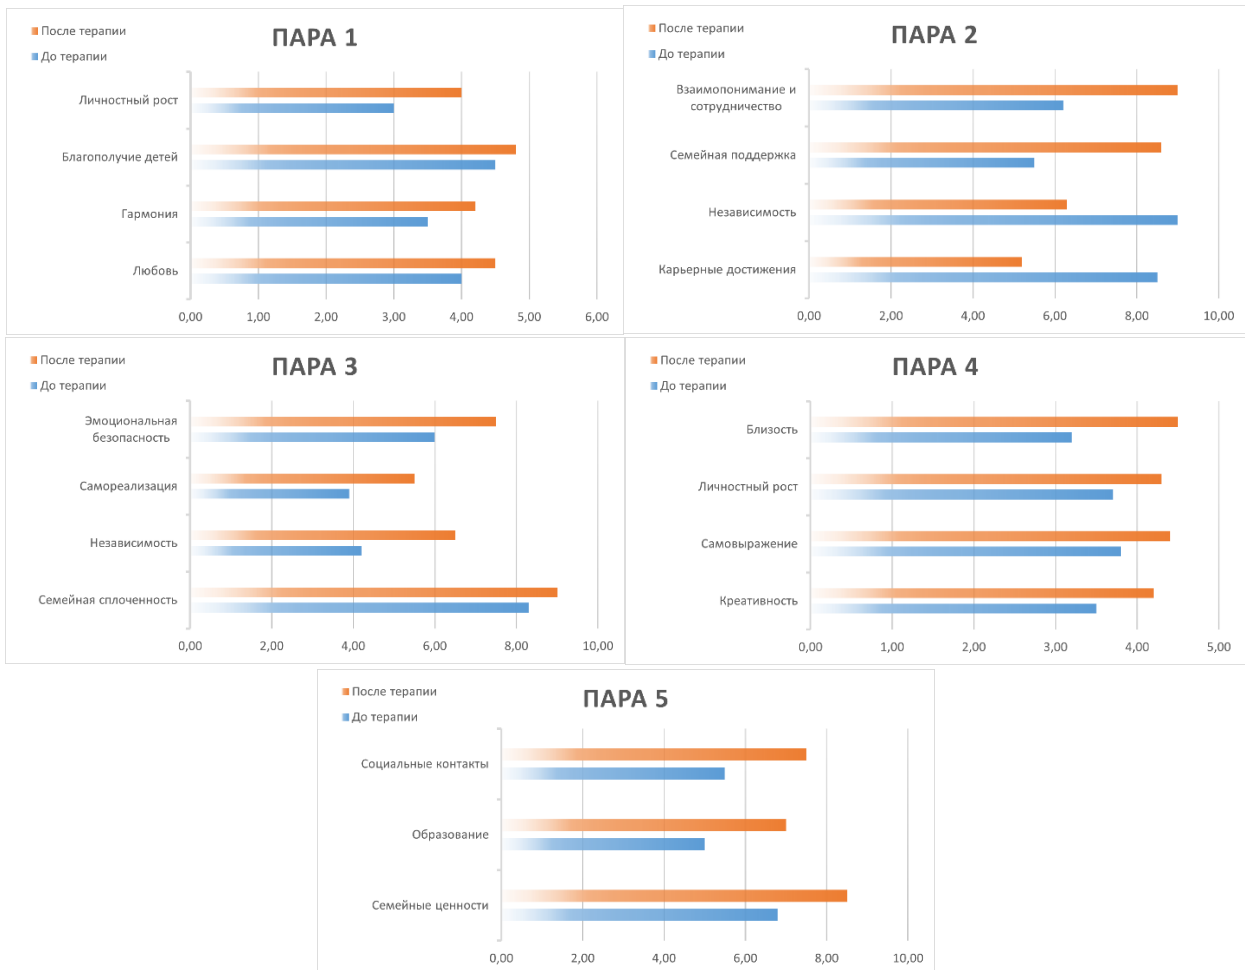 После терапии
До терапии
ПАРА 1
Личностный рост
Благополучие детей
Гармония
Любовь
0,00 1,00 2,00 3,00 4,00 5,00 6,00
После терапии
До терапии
ПАРА 2
Взаимопонимание и
сотрудничество
Семейная поддержка
Независимость
Карьерные достижения
0,00 2,00 4,00 6,00 8,00 10,00
После терапии
До терапии
ПАРА 3
Эмоциональная
безопасность
Самореализация
Независимость
Семейная сплоченность
0,00 2,00 4,00 6,00 8,00 10,00
После терапии
До терапии
ПАРА 4
Близость
Личностный рост
Самовыражение
Креативность
0,00 1,00 2,00 3,00 4,00 5,00
После терапии
До терапии
ПАРА 5
Социальные контакты
Образование
Семейные ценности
0,00 2,00 4,00 6,00 8,00 10,00